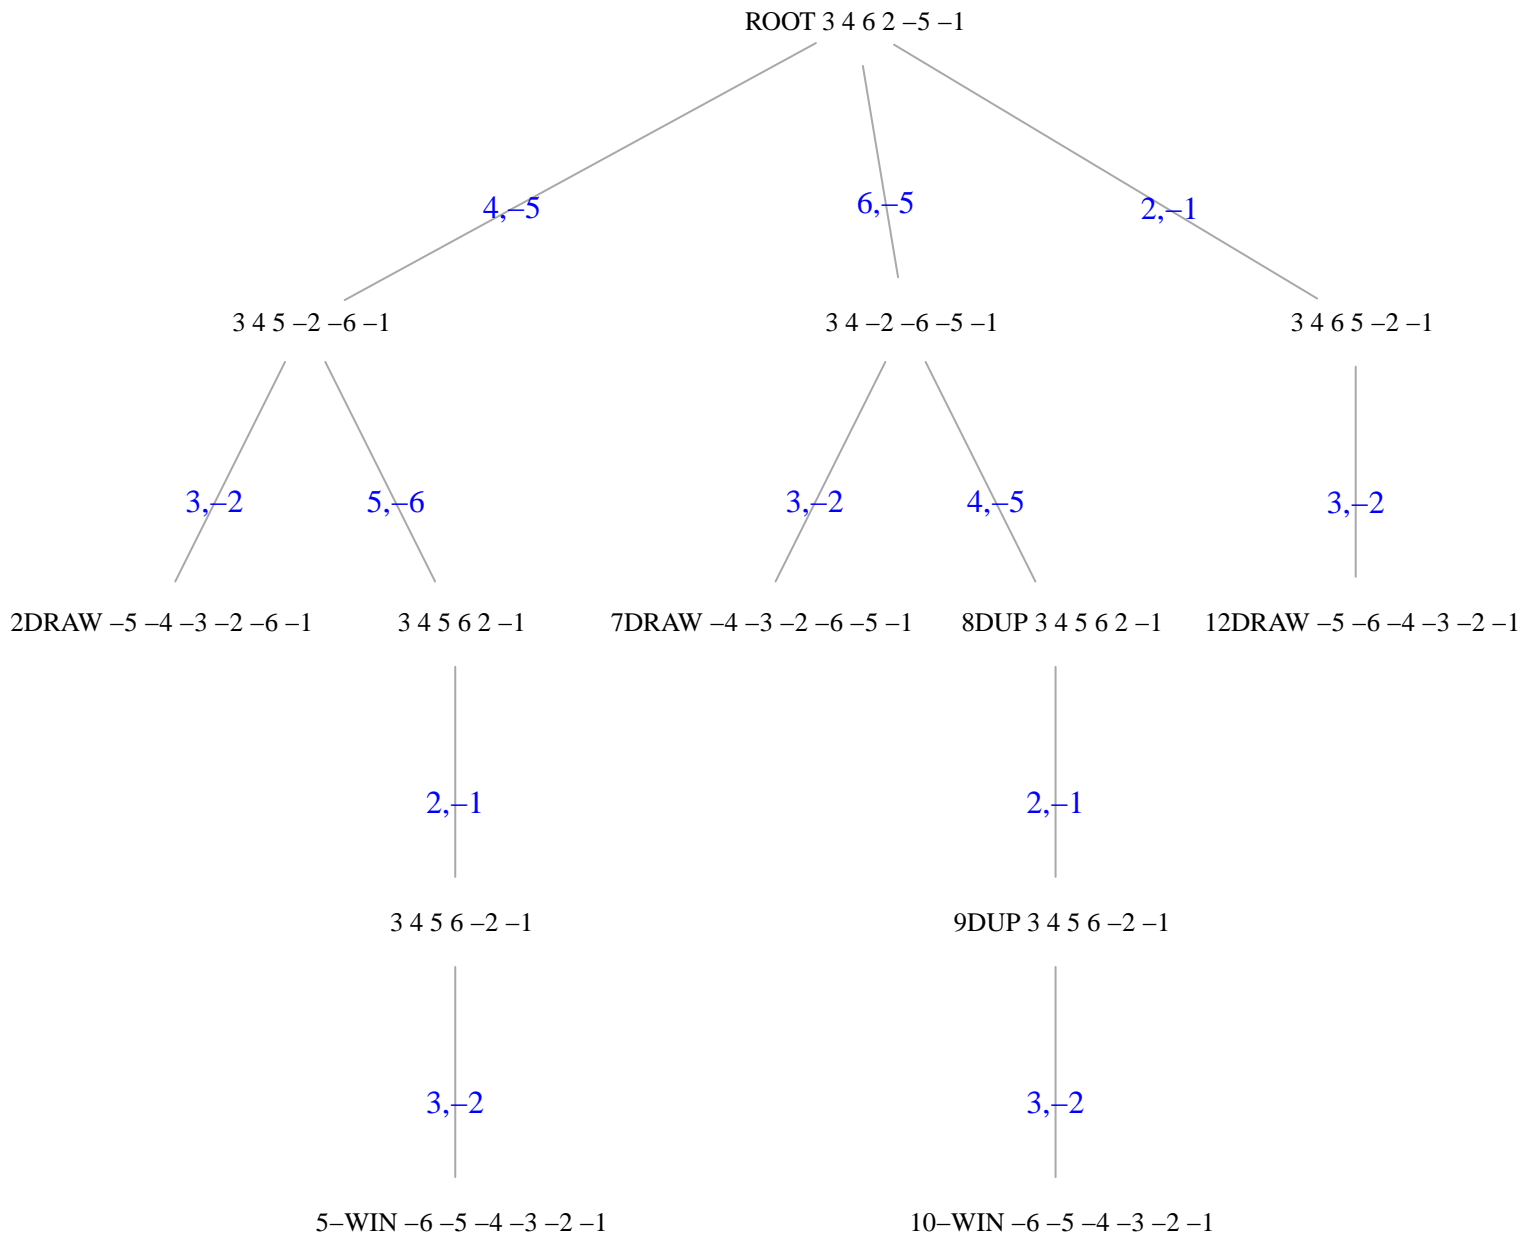 ROOT 3 4 6 2 –5 –1
4,–5
6,–5
2,–1
3 4 5 –2 –6 –1
3 4 –2 –6 –5 –1
3 4 6 5 –2 –1
3,–2
5,–6
3,–2
4,–5
3,–2
2DRAW –5 –4 –3 –2 –6 –1
3 4 5 6 2 –1
7DRAW –4 –3 –2 –6 –5 –1
8DUP 3 4 5 6 2 –1
12DRAW –5 –6 –4 –3 –2 –1
2,–1
2,–1
3 4 5 6 –2 –1
9DUP 3 4 5 6 –2 –1
3,–2
3,–2
5–WIN –6 –5 –4 –3 –2 –1
10–WIN –6 –5 –4 –3 –2 –1